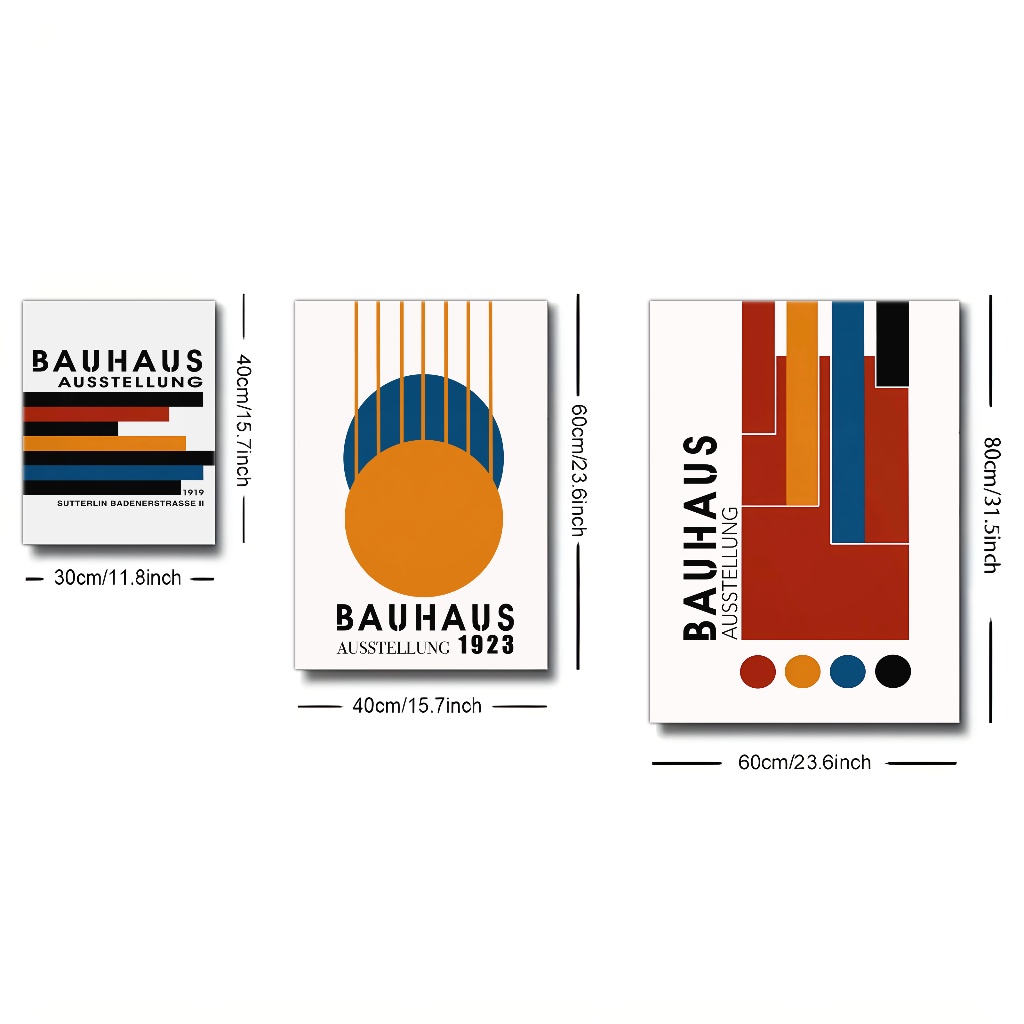 BAUHAUS
AUSSTELLUNG
1919
SUTTERLIN BADENERSTRASSE II
40cm/15.7inch
30cm/11.8inch
BAUHAUS
AUSSTELLUNG 1923
60cm/23.6inch
40cm/15.7inch
BAUHAUS
AUSSTELLUNG
80cm/31.5inch
60cm/23.6inch